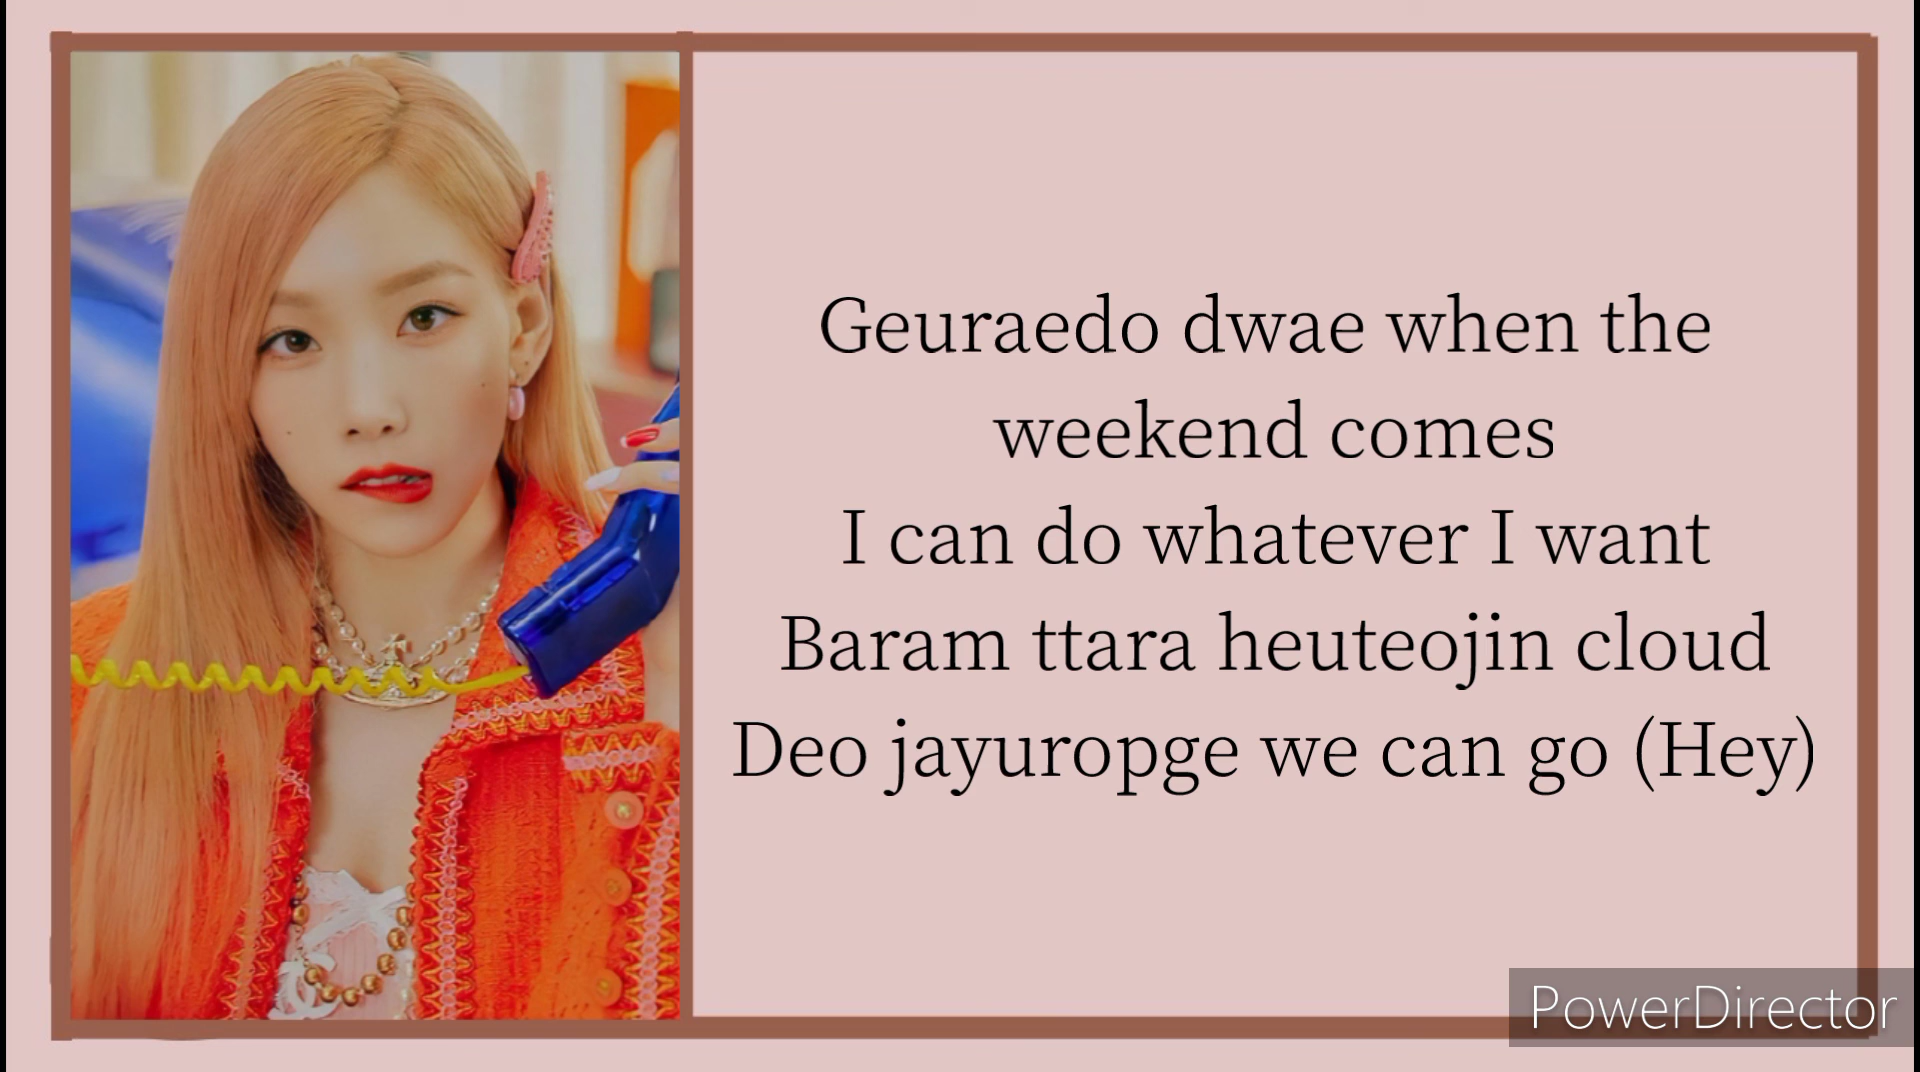 Geuraedo dwae when the
weekend comes
I can do whatever I want
Baram ttara heuteojin cloud
Deo jayuropge we can go (Hey)
PowerDirector